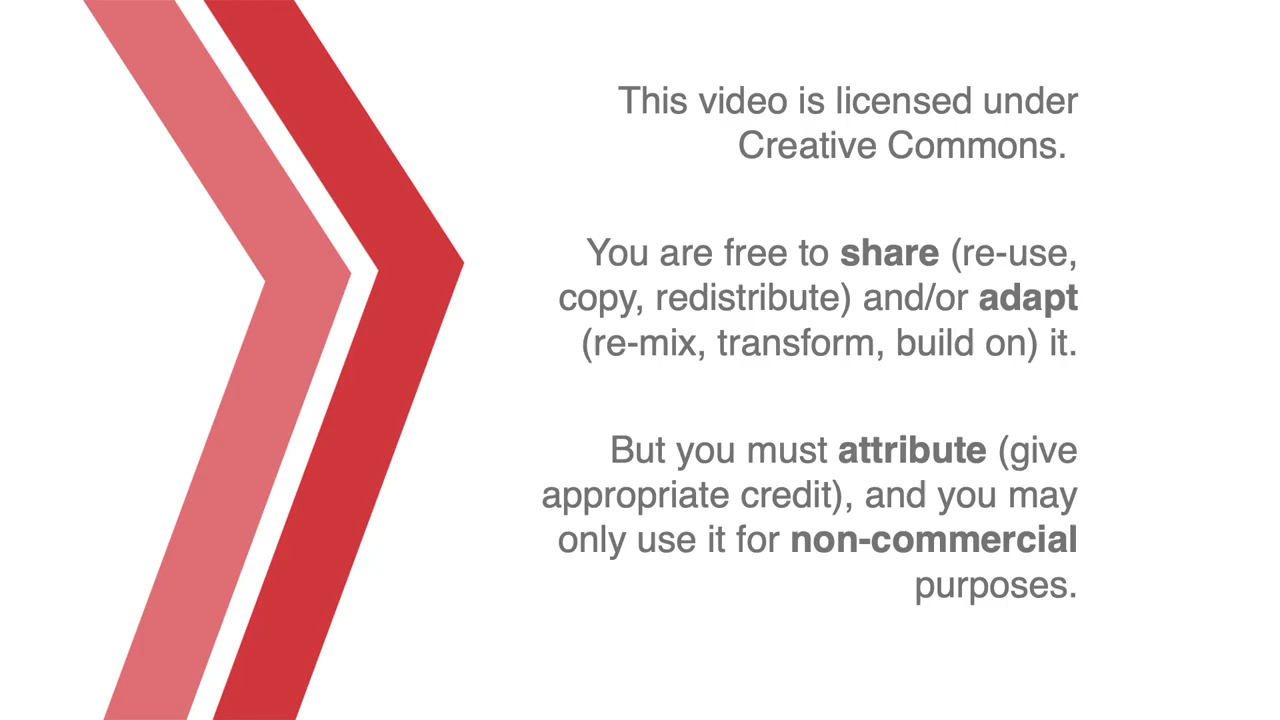 This video is licensed under
Creative Commons.
You are free to share (re-use,
copy, redistribute) and/or adapt
(re-mix, transform, build on) it.
But you must attribute (give
appropriate credit), and you may
only use it for non-commercial
purposes.